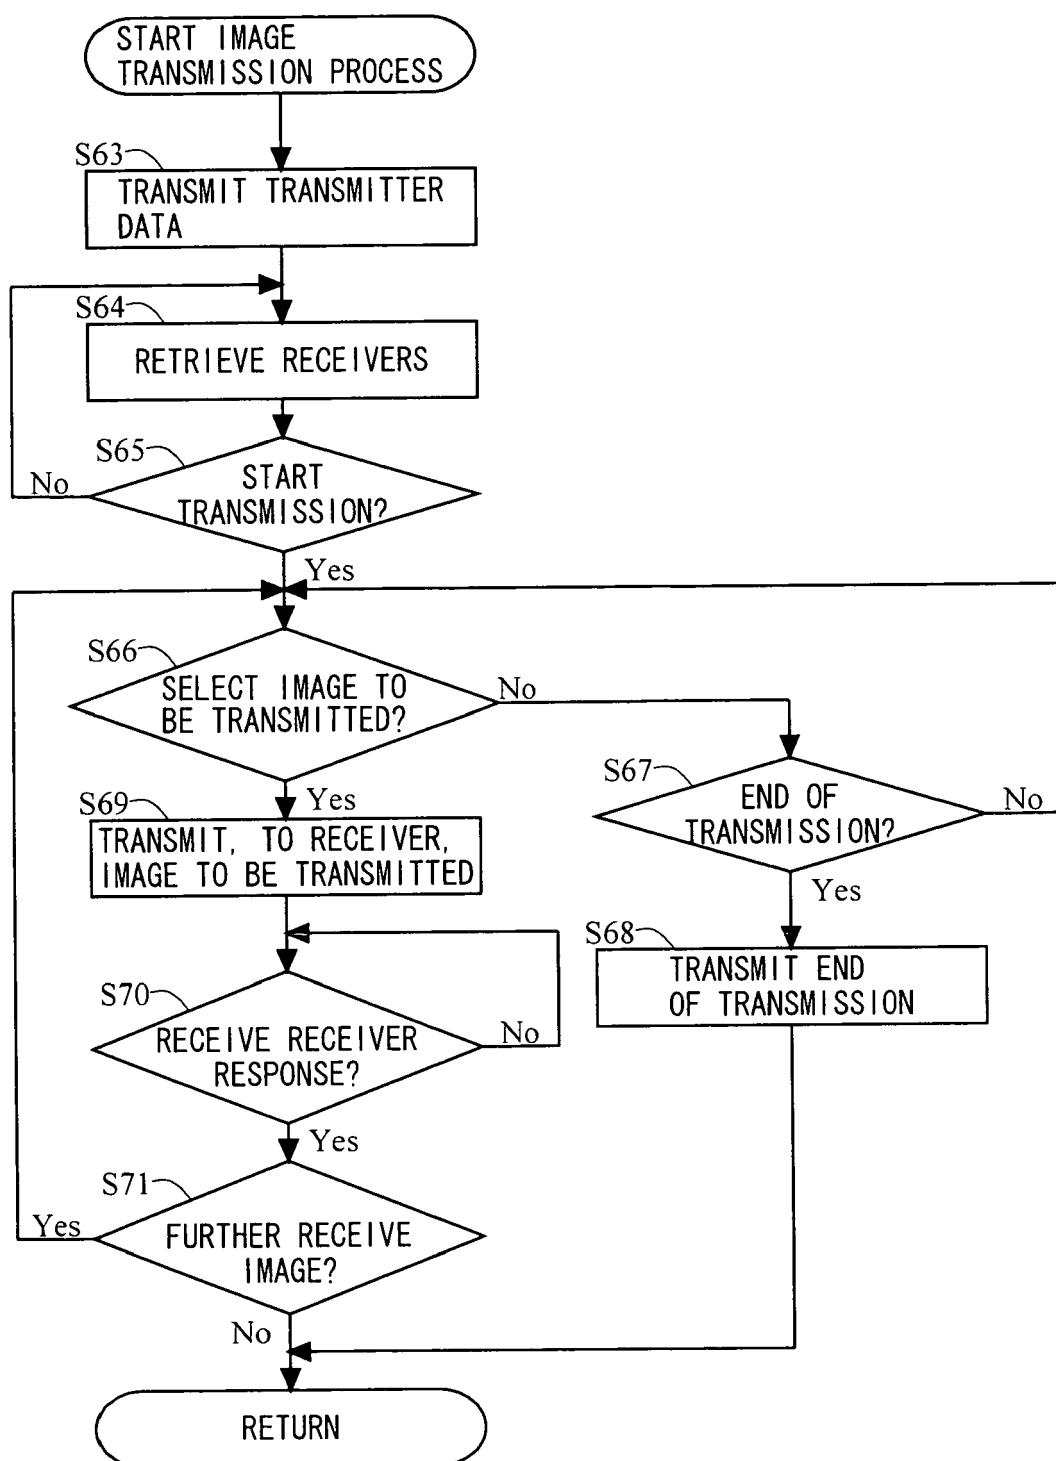 START IMAGE
TRANSMISSION PROCESS
S63
TRANSMIT TRANSMITTER
DATA
S64
RETRIEVE RECEIVERS
S65
START
TRANSMISSION?
No
Yes
S66
SELECT IMAGE TO
BE TRANSMITTED?
No
Yes
S67
END OF
TRANSMISSION?
No
Yes
S69
TRANSMIT, TO RECEIVER,
IMAGE TO BE TRANSMITTED
S68
TRANSMIT END
OF TRANSMISSION
S70
RECEIVE RECEIVER
RESPONSE?
No
Yes
S71
FURTHER RECEIVE
IMAGE?
Yes
No
RETURN